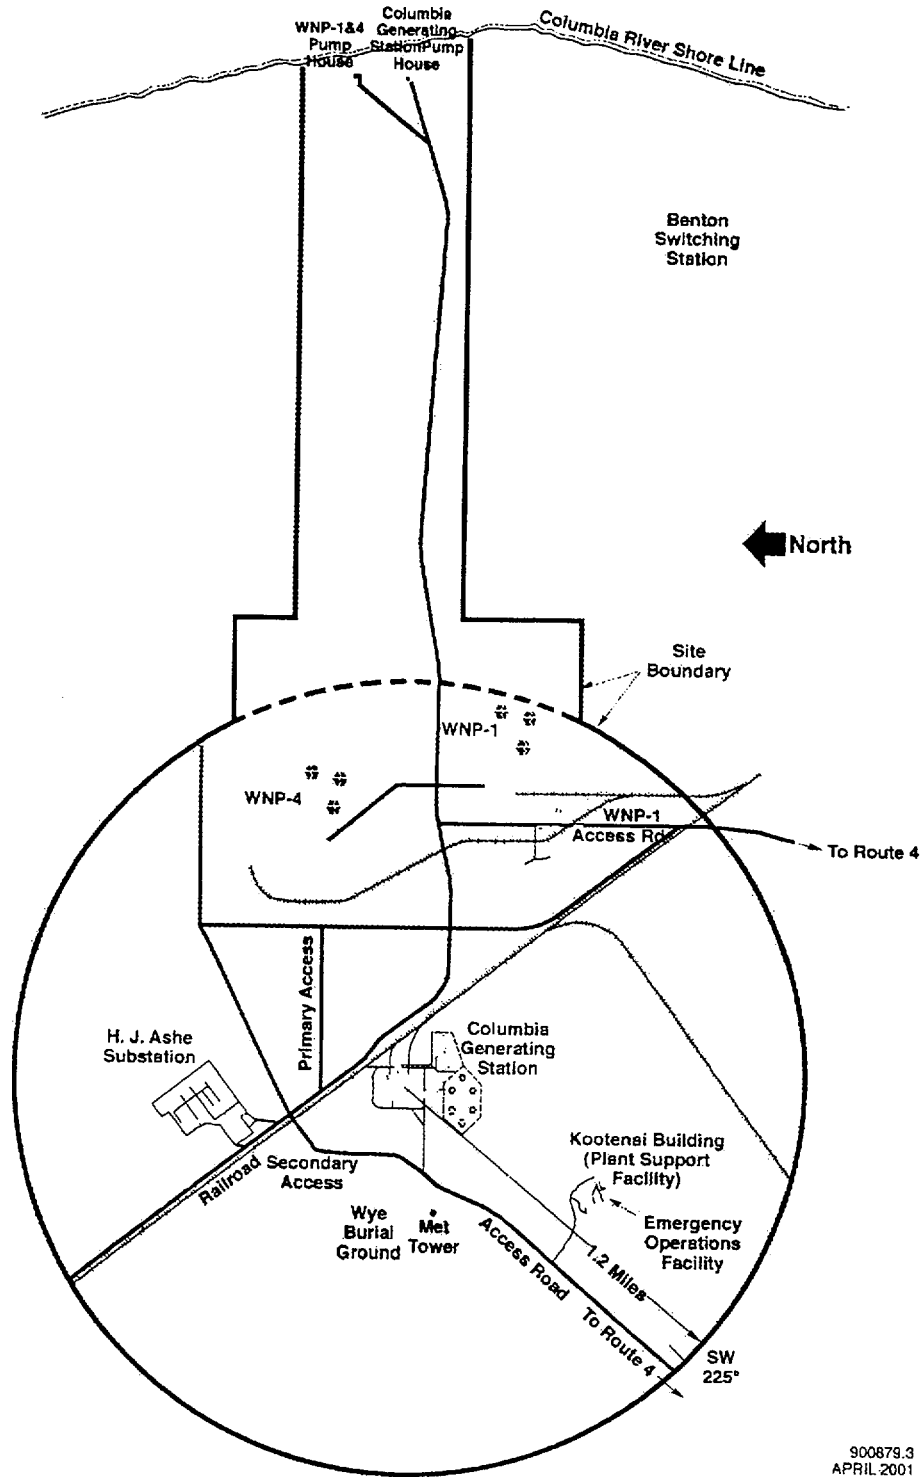 WNP-1&4
Pump
House
Columbia
Generating
StationPump
House
Columbia River Shore Line
Benton
Switching
Station
North
Site
Boundary
WNP-1
WNP-4
WNP-1
Access Rd
To Route 4
Primary Access
H. J. Ashe
Substation
Columbia
Generating
Station
Railroad
Secondary
Access
Kootenai Building
(Plant Support
Facility)
Wye
Burial
Ground
Met
Tower
Emergency
Operations
Facility
Access Road
To Route 4
1.2 Miles
SW
225°
900879.3
APRIL 2001